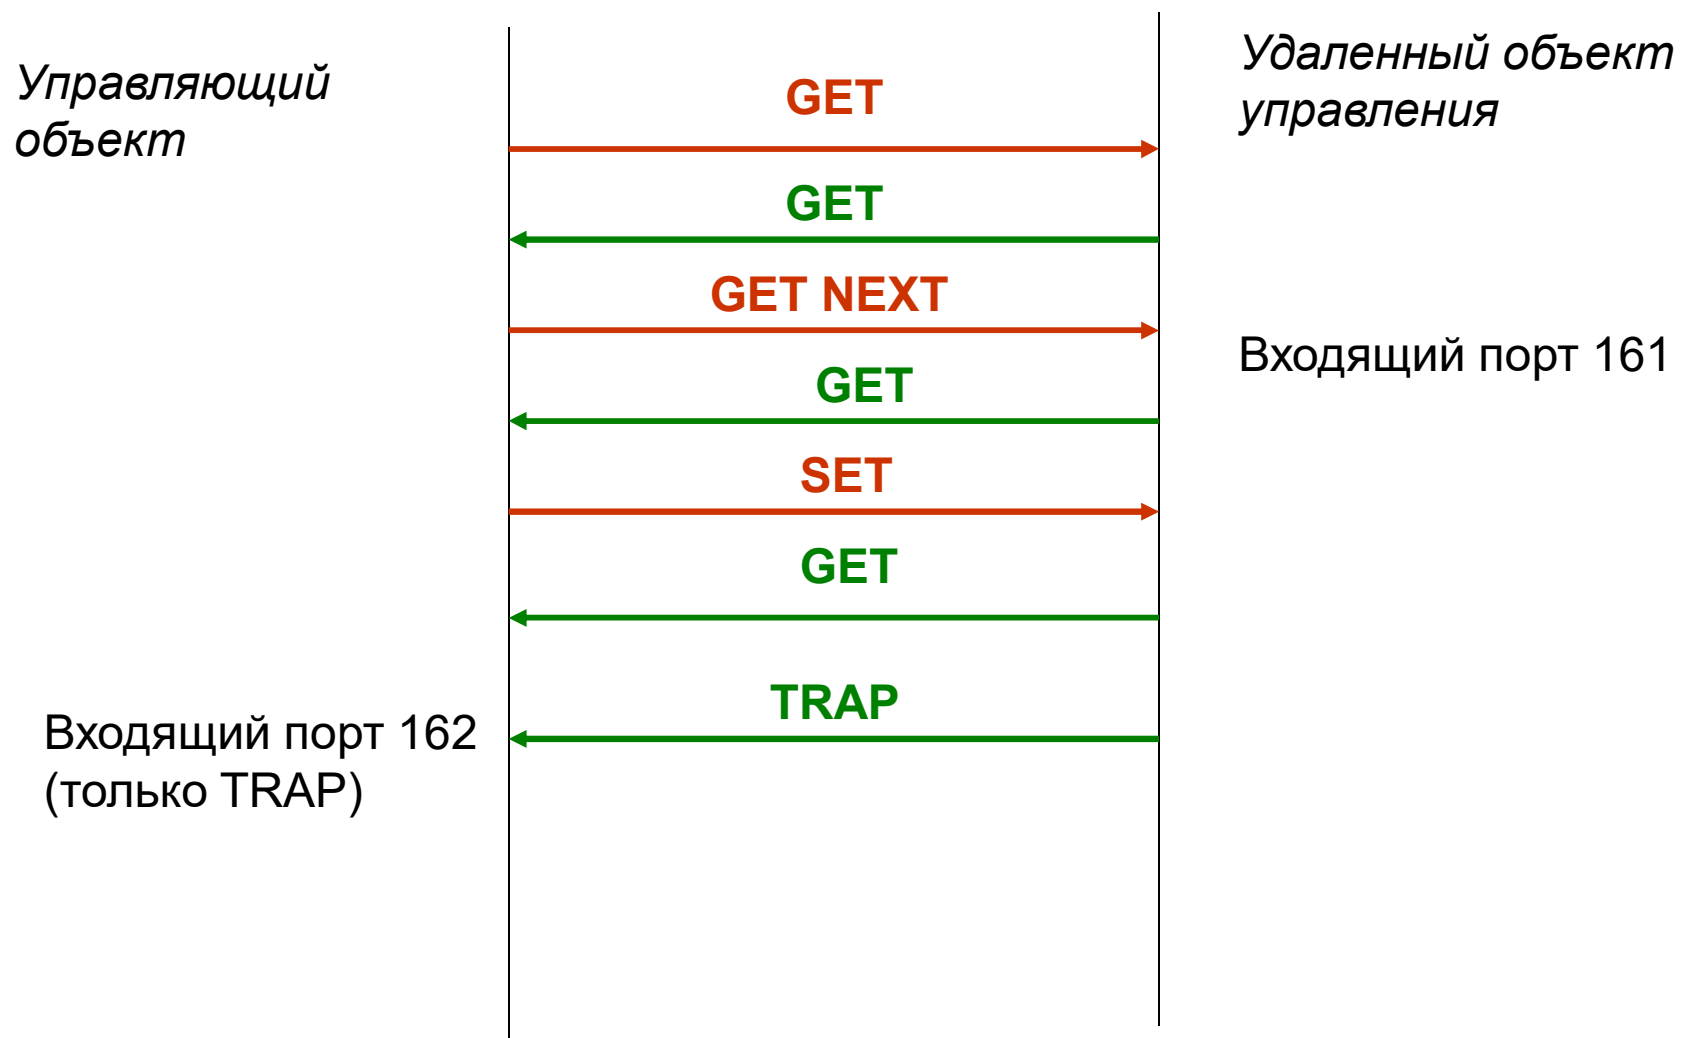 Управляющий
объект
Удаленный объект
управления
GET
GET
GET NEXT
Входящий порт 161
GET
SET
GET
TRAP
Входящий порт 162
(только TRAP)